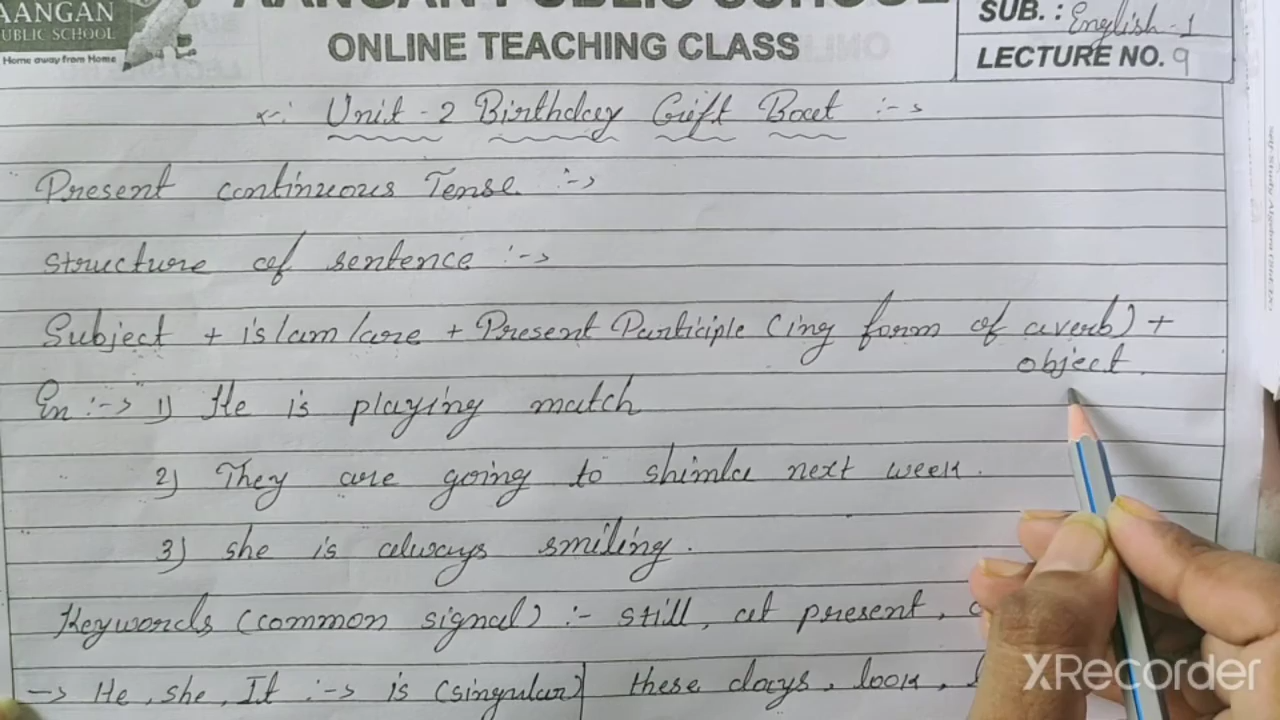 AANGAN PUBLIC SCHOOL
AANGAN
PUBLIC SCHOOL
Home away from Home
ONLINE TEACHING CLASS
SUB. : English-1
LECTURE NO. 9
Unit-2 Birthday Gift Boat :->
Present continuous Tense :->
structure of sentence :->
Subject + is/am/are + Present Participle (ing form of a verb) +
object.
Ex :-> 1) He is playing match
2) They are going to shimla next week.
3) she is always smiling.
Keywords (common signal) :- still, at present,
-> He, she, It :-> is (singular) these days, look,
XRecorder